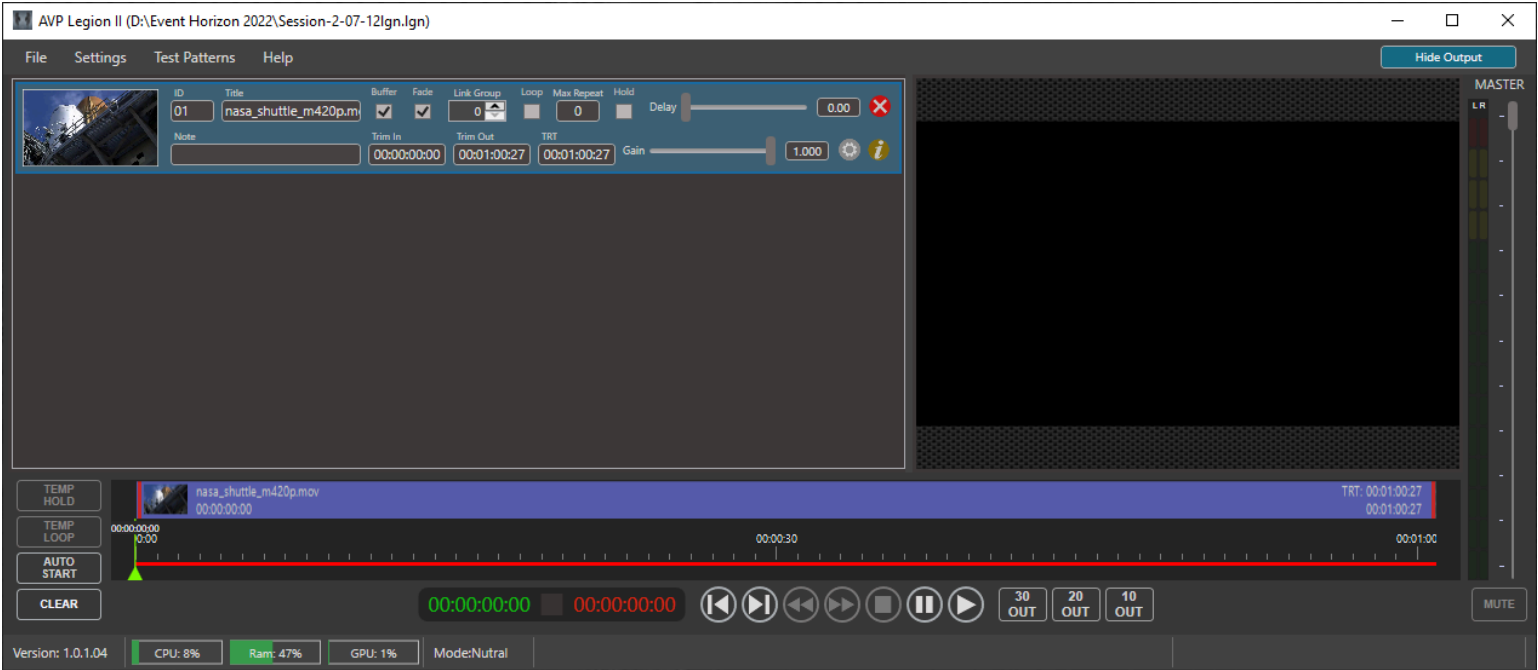 AVP Legion II (D:\Event Horizon 2022\Session-2-07-12lgn.lgn)
File Settings Test Patterns Help Hide Output
ID Title Buffer Fade Link Group Loop Max Repeat Hold
01 nasa_shuttle_m420p.m 0 0 Delay 0.00
Note Trim In Trim Out TRT
00:00:00:00 00:01:00:27 00:01:00:27 Gain 1.000
MASTER
L R
TEMP HOLD
TEMP LOOP
AUTO START
CLEAR
nasa_shuttle_m420p.mov TRT: 00:01:00:27
00:00:00:00 00:01:00:27
00:00:00:00
0:00 00:00:30 00:01:00
00:00:00:00 00:00:00:00
30 OUT
20 OUT
10 OUT
MUTE
Version: 1.0.1.04 CPU: 8% Ram: 47% GPU: 1% Mode:Nutral